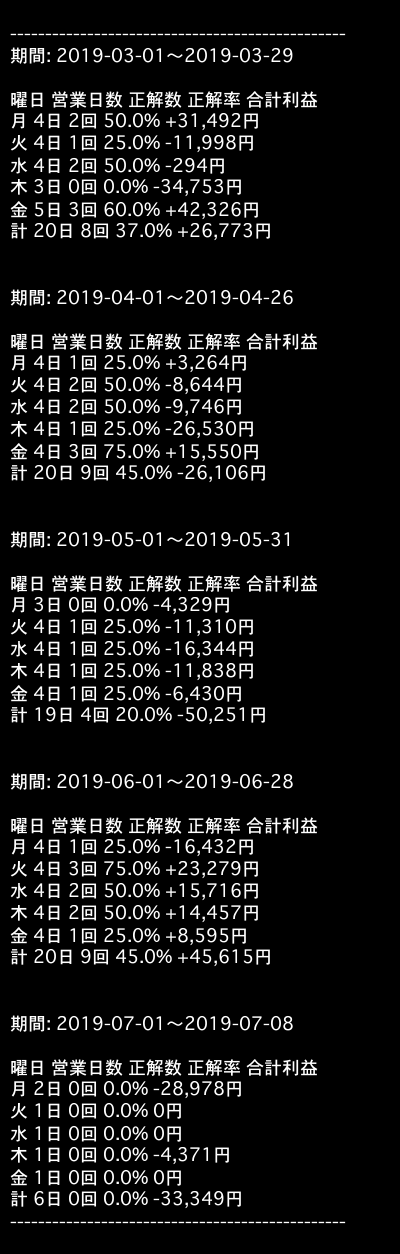 ------------------------------------------------
期間: 2019-03-01～2019-03-29
曜日 営業日数 正解数 正解率 合計利益
月 4日 2回 50.0% +31,492円
火 4日 1回 25.0% -11,998円
水 4日 2回 50.0% -294円
木 3日 0回 0.0% -34,753円
金 5日 3回 60.0% +42,326円
計 20日 8回 37.0% +26,773円
期間: 2019-04-01～2019-04-26
曜日 営業日数 正解数 正解率 合計利益
月 4日 1回 25.0% +3,264円
火 4日 2回 50.0% -8,644円
水 4日 2回 50.0% -9,746円
木 4日 1回 25.0% -26,530円
金 4日 3回 75.0% +15,550円
計 20日 9回 45.0% -26,106円
期間: 2019-05-01～2019-05-31
曜日 営業日数 正解数 正解率 合計利益
月 3日 0回 0.0% -4,329円
火 4日 1回 25.0% -11,310円
水 4日 1回 25.0% -16,344円
木 4日 1回 25.0% -11,838円
金 4日 1回 25.0% -6,430円
計 19日 4回 20.0% -50,251円
期間: 2019-06-01～2019-06-28
曜日 営業日数 正解数 正解率 合計利益
月 4日 1回 25.0% -16,432円
火 4日 3回 75.0% +23,279円
水 4日 2回 50.0% +15,716円
木 4日 2回 50.0% +14,457円
金 4日 1回 25.0% +8,595円
計 20日 9回 45.0% +45,615円
期間: 2019-07-01～2019-07-08
曜日 営業日数 正解数 正解率 合計利益
月 2日 0回 0.0% -28,978円
火 1日 0回 0.0% 0円
水 1日 0回 0.0% 0円
木 1日 0回 0.0% -4,371円
金 1日 0回 0.0% 0円
計 6日 0回 0.0% -33,349円
------------------------------------------------